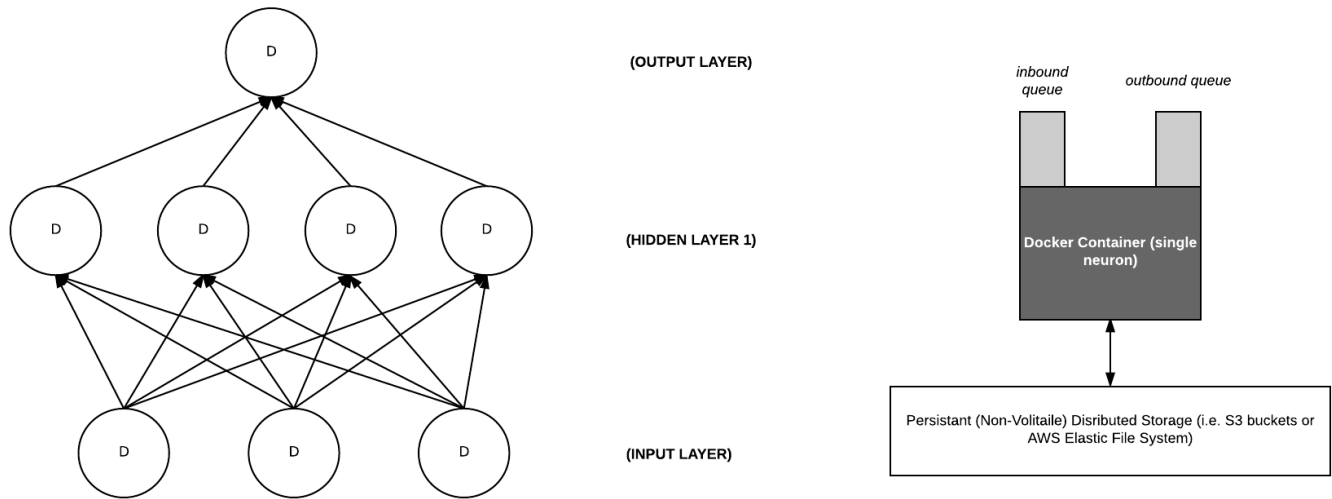 D
(OUTPUT LAYER)
D
D
D
D
(HIDDEN LAYER 1)
D
D
D
(INPUT LAYER)
inbound
queue
outbound queue
Docker Container (single
neuron)
Persistant (Non-Volitaile) Disributed Storage (i.e. S3 buckets or
AWS Elastic File System)